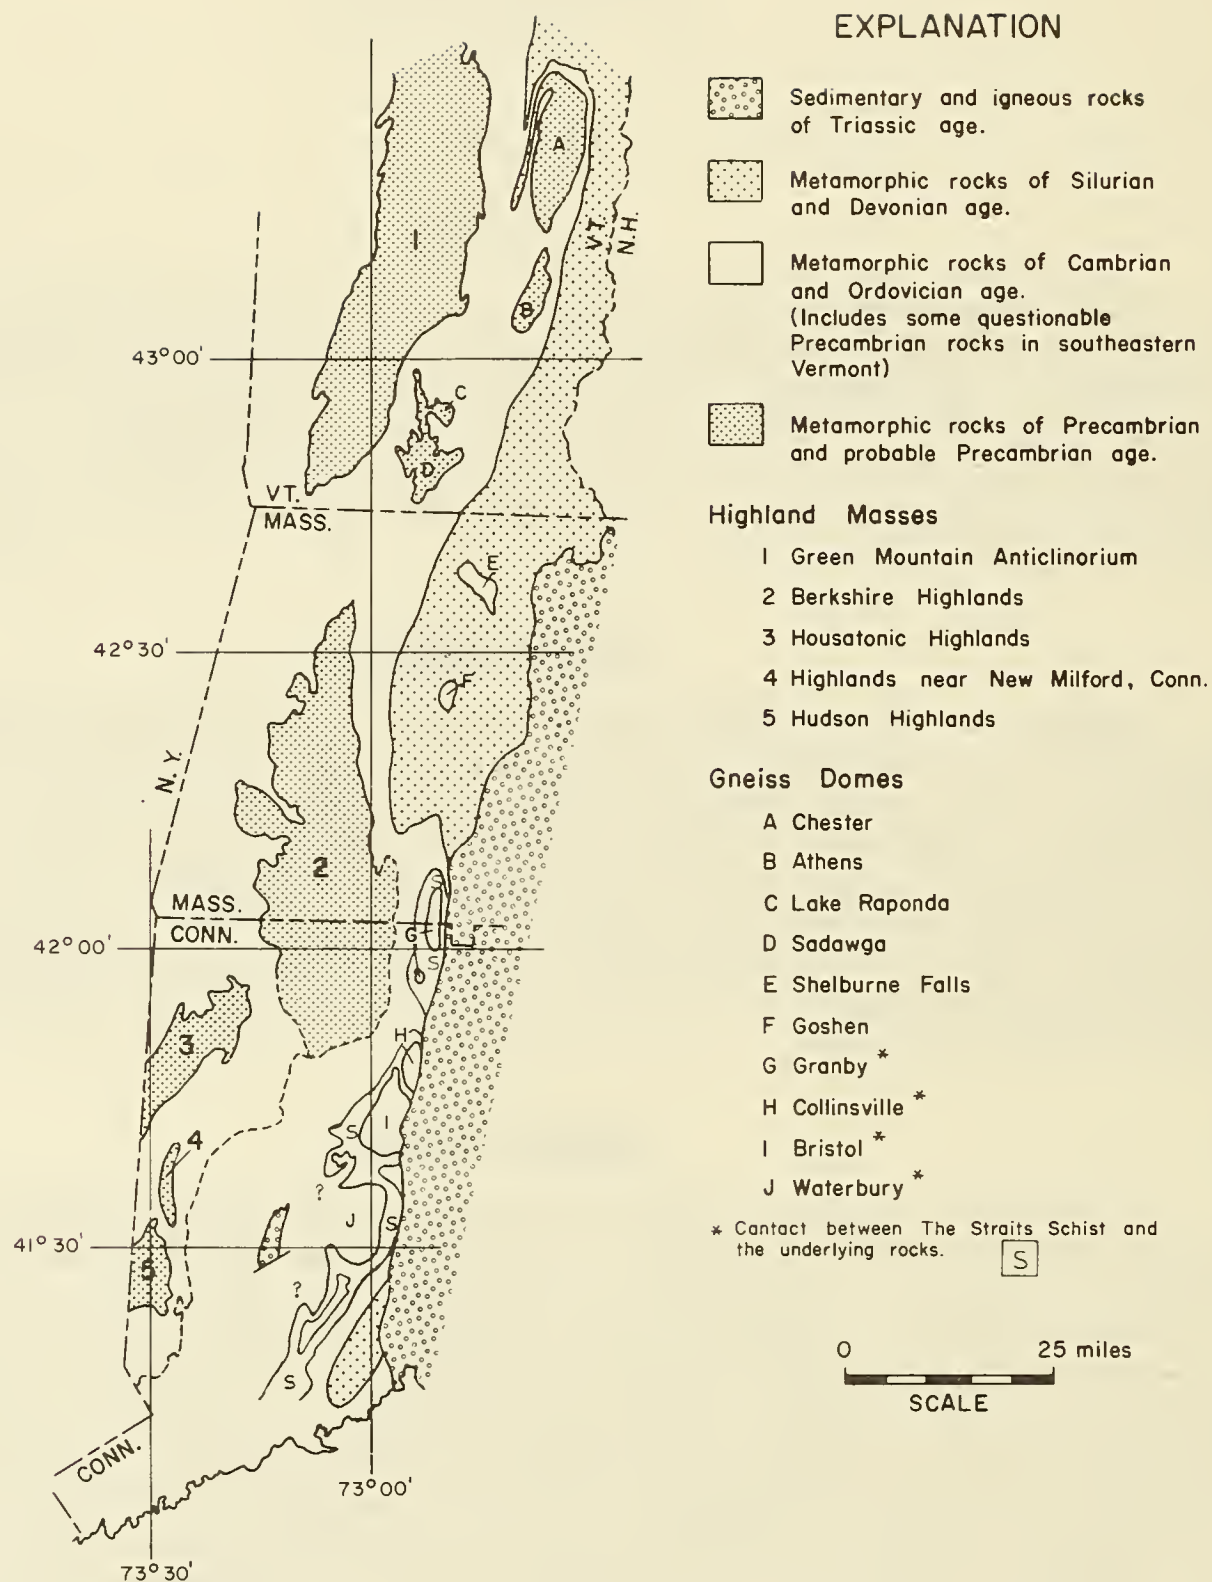 EXPLANATION
Sedimentary and igneous rocks
of Triassic age.
Metamorphic rocks of Silurian
and Devonian age.
Metamorphic rocks of Cambrian
and Ordovician age.
(Includes some questionable
Precambrian rocks in southeastern
Vermont)
Metamorphic rocks of Precambrian
and probable Precambrian age.
Highland Masses
1 Green Mountain Anticlinorium
2 Berkshire Highlands
3 Housatonic Highlands
4 Highlands near New Milford, Conn.
5 Hudson Highlands
Gneiss Domes
A Chester
B Athens
C Lake Raponda
D Sadawga
E Shelburne Falls
F Goshen
G Granby *
H Collinsville *
I Bristol *
J Waterbury *
* Cantact between The Straits Schist and
the underlying rocks.
S
0 25 miles
SCALE
A
1
VT.
N.H.
B
43°00'
C
D
VT.
MASS.
E
42°30'
F
N.Y.
2
S
MASS.
CONN.
G
42°00'
S
3
H
I
S
4
?
J
S
41°30'
5
?
S
CONN.
73°00'
73°30'